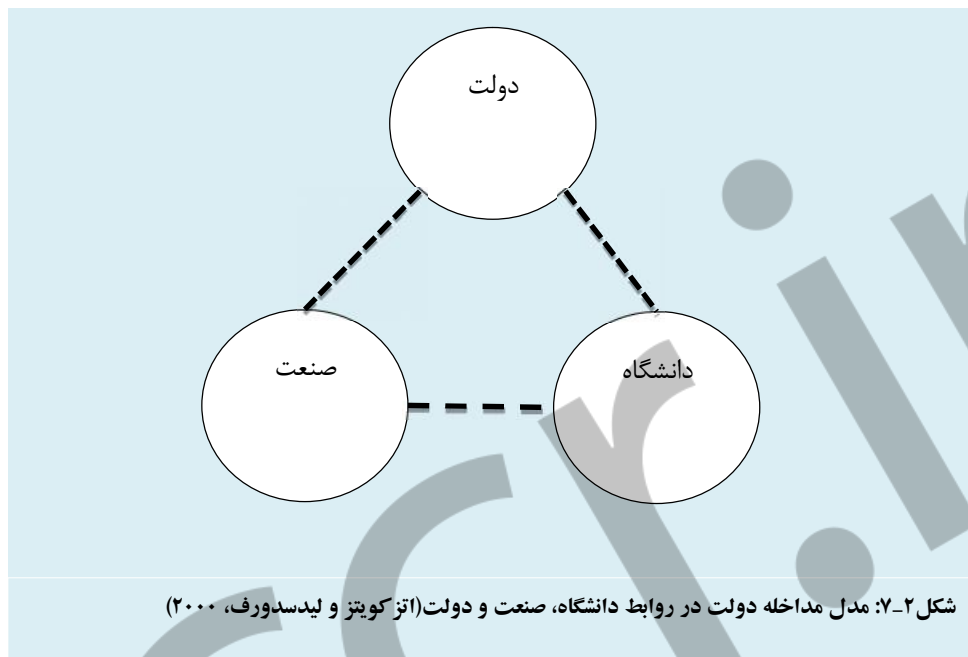 دولت
صنعت
دانشگاه
شکل۲-۷: مدل مداخله دولت در روابط دانشگاه، صنعت و دولت(اتزکویتز و لیدسدورف، ۲۰۰۰)